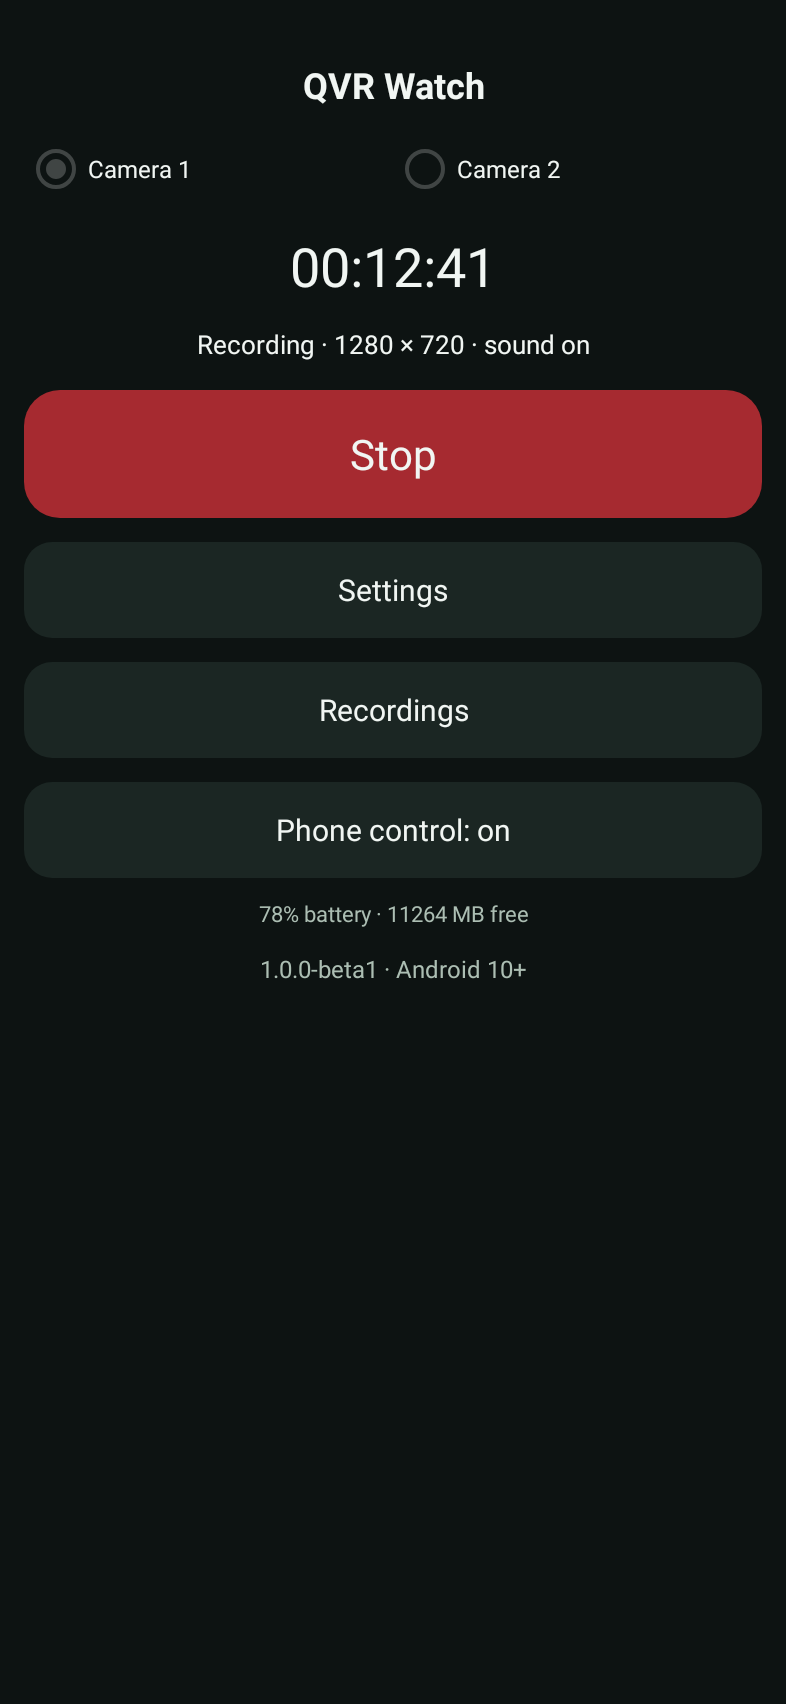 QVR Watch
Camera 1 Camera 2
00:12:41
Recording · 1280 × 720 · sound on
Stop
Settings
Recordings
Phone control: on
78% battery · 11264 MB free
1.0.0-beta1 · Android 10+